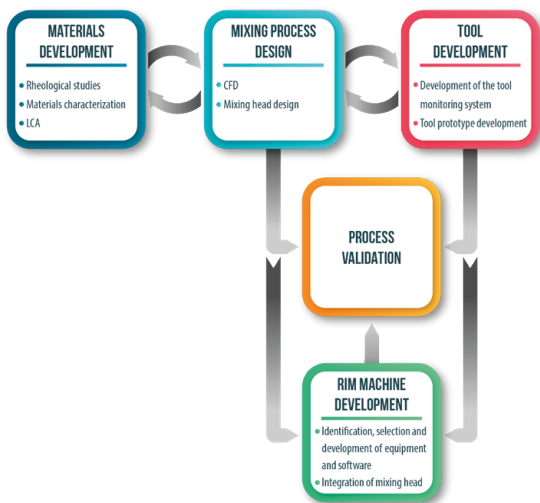 MATERIALS
DEVELOPMENT
• Rheological studies
• Materials characterization
• LCA
MIXING PROCESS
DESIGN
• CFD
• Mixing head design
TOOL
DEVELOPMENT
• Development of the tool
monitoring system
• Tool prototype development
PROCESS
VALIDATION
RIM MACHINE
DEVELOPMENT
• Identification, selection and
development of equipment
and software
• Integration of mixing head